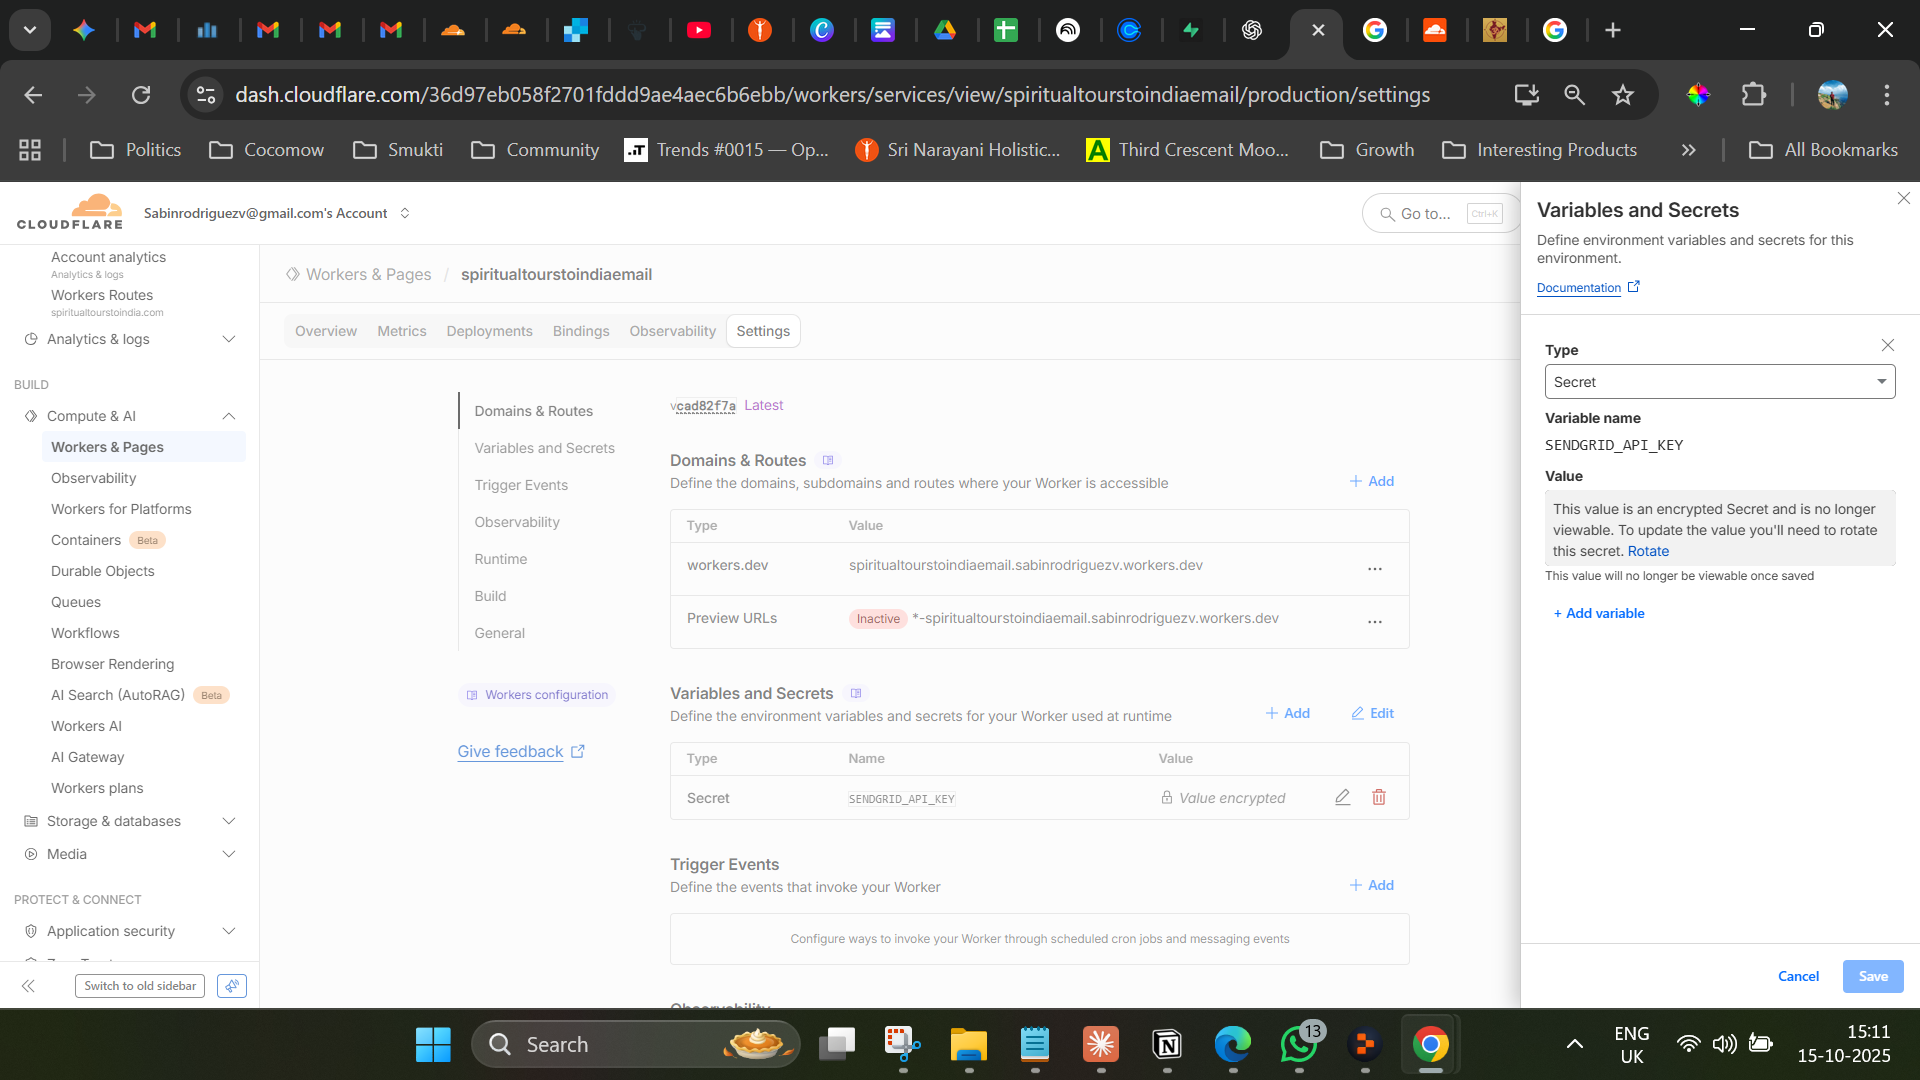 dash.cloudflare.com/36d97eb058f2701fddd9ae4aec6b6ebb/workers/services/view/spiritualtourstoindiaemail/production/settings
Politics
Cocomow
Smukti
Community
.T Trends #0015 — Op...
Sri Narayani Holistic...
A Third Crescent Moo...
Growth
Interesting Products
»
All Bookmarks
CLOUDFLARE
Sabinrodriguezv@gmail.com's Account
Go to...
Ctrl+K
Account analytics
Analytics & logs
Workers Routes
spiritualtourstoindia.com
Analytics & logs
BUILD
Compute & AI
Workers & Pages
Observability
Workers for Platforms
Containers Beta
Durable Objects
Queues
Workflows
Browser Rendering
AI Search (AutoRAG) Beta
Workers AI
AI Gateway
Workers plans
Storage & databases
Media
PROTECT & CONNECT
Application security
Switch to old sidebar
Workers & Pages / spiritualtourstoindiaemail
Overview Metrics Deployments Bindings Observability Settings
Domains & Routes
Variables and Secrets
Trigger Events
Observability
Runtime
Build
General
Workers configuration
Give feedback
vcad82f7a Latest
Domains & Routes
Define the domains, subdomains and routes where your Worker is accessible
+ Add
Type Value
workers.dev spiritualtourstoindiaemail.sabinrodriguezv.workers.dev ...
Preview URLs Inactive *-spiritualtourstoindiaemail.sabinrodriguezv.workers.dev ...
Variables and Secrets
Define the environment variables and secrets for your Worker used at runtime
+ Add Edit
Type Name Value
Secret SENDGRID_API_KEY Value encrypted
Trigger Events
Define the events that invoke your Worker
+ Add
Configure ways to invoke your Worker through scheduled cron jobs and messaging events
Observability
Variables and Secrets
Define environment variables and secrets for this
environment.
Documentation
Type
Secret
Variable name
SENDGRID_API_KEY
Value
This value is an encrypted Secret and is no longer
viewable. To update the value you'll need to rotate
this secret. Rotate
This value will no longer be viewable once saved
+ Add variable
Cancel
Save
Search
13
ENG
UK
15:11
15-10-2025